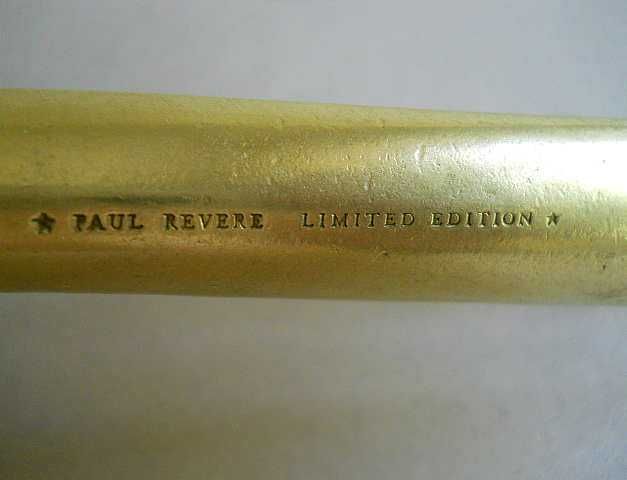 ★ PAUL REVERE LIMITED EDITION ★